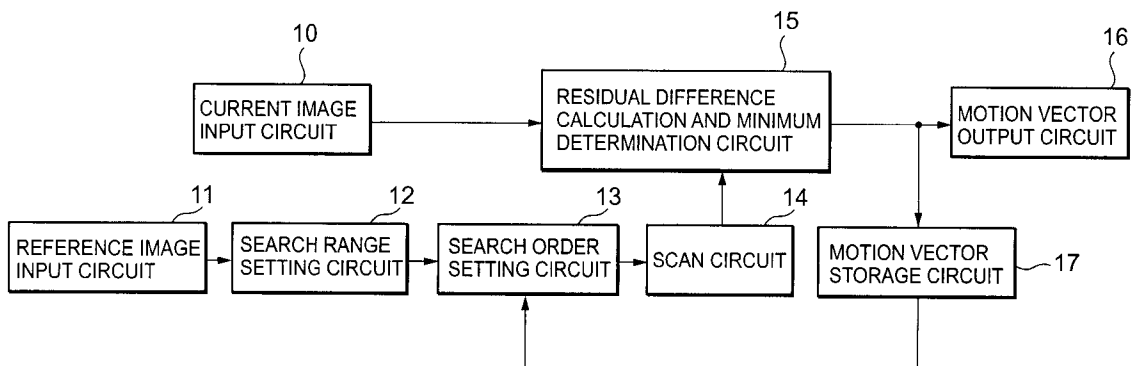 10
15
16
CURRENT IMAGE
INPUT CIRCUIT
RESIDUAL DIFFERENCE
CALCULATION AND MINIMUM
DETERMINATION CIRCUIT
MOTION VECTOR
OUTPUT CIRCUIT
11
12
13
14
REFERENCE IMAGE
INPUT CIRCUIT
SEARCH RANGE
SETTING CIRCUIT
SEARCH ORDER
SETTING CIRCUIT
SCAN CIRCUIT
MOTION VECTOR
STORAGE CIRCUIT
17